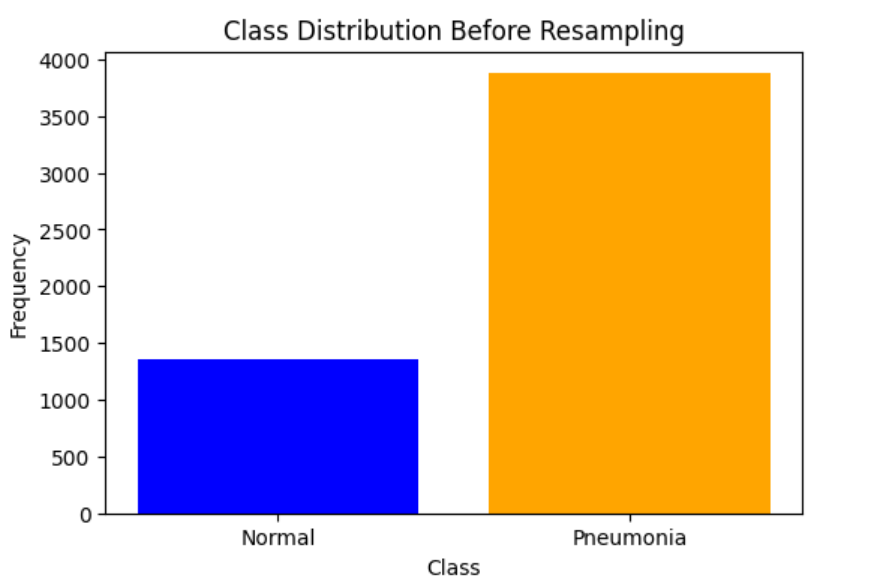 Class Distribution Before Resampling
4000
3500
3000
2500
2000
1500
1000
500
0
Frequency
Normal Pneumonia
Class